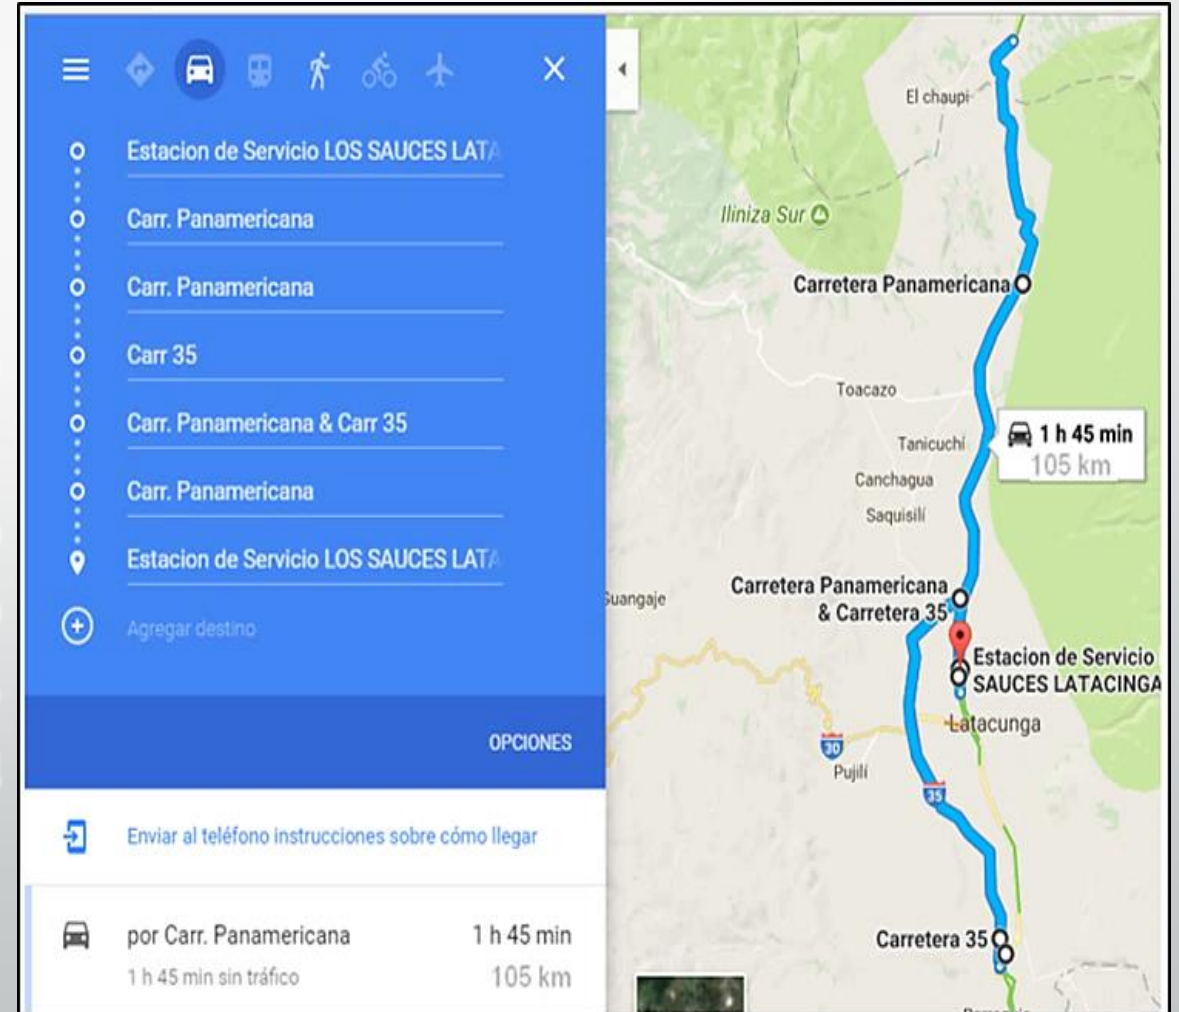 Estacion de Servicio LOS SAUCES LATA
Carr. Panamericana
Carr. Panamericana
Carr 35
Carr. Panamericana & Carr 35
Carr. Panamericana
Estacion de Servicio LOS SAUCES LATA
Agregar destino
OPCIONES
Enviar al teléfono instrucciones sobre cómo llegar
por Carr. Panamericana
1 h 45 min
1 h 45 min sin tráfico
105 km
El chaupi
Iliniza Sur
Carretera Panamericana
Toacazo
1 h 45 min
105 km
Tanicuchí
Canchagua
Saquisilí
Carretera Panamericana
& Carretera 35
Guangaje
Estacion de Servicio
SAUCES LATACINGA
Latacunga
30
Pujilí
35
Carretera 35